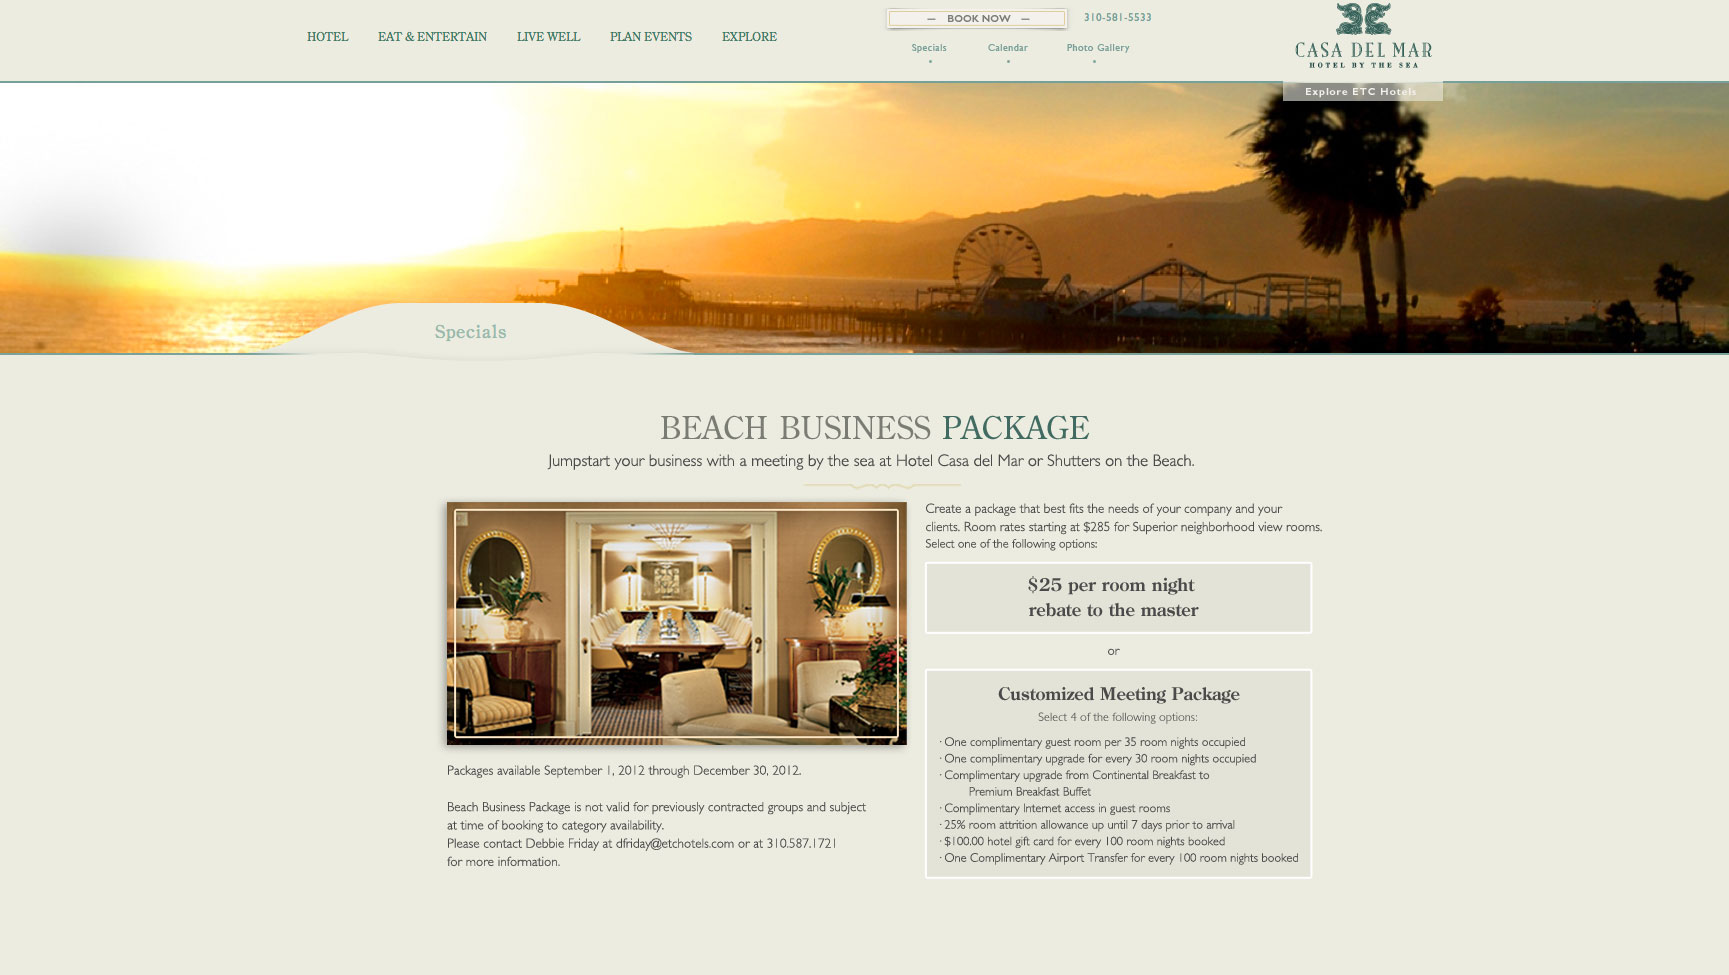 HOTEL
EAT & ENTERTAIN
LIVE WELL
PLAN EVENTS
EXPLORE
— BOOK NOW —
310-581-5533
Specials
Calendar
Photo Gallery
CASA DEL MAR
HOTEL BY THE SEA
Explore ETC Hotels
Specials
BEACH BUSINESS PACKAGE
Jumpstart your business with a meeting by the sea at Hotel Casa del Mar or Shutters on the Beach.
Packages available September 1, 2012 through December 30, 2012.
Beach Business Package is not valid for previously contracted groups and subject
at time of booking to category availability.
Please contact Debbie Friday at dfriday@etchotels.com or at 310.587.1721
for more information.
Create a package that best fits the needs of your company and your
clients. Room rates starting at $285 for Superior neighborhood view rooms.
Select one of the following options:
$25 per room night
rebate to the master
or
Customized Meeting Package
Select 4 of the following options:
· One complimentary guest room per 35 room nights occupied
· One complimentary upgrade for every 30 room nights occupied
· Complimentary upgrade from Continental Breakfast to
Premium Breakfast Buffet
· Complimentary Internet access in guest rooms
· 25% room attrition allowance up until 7 days prior to arrival
· $100.00 hotel gift card for every 100 room nights booked
· One Complimentary Airport Transfer for every 100 room nights booked